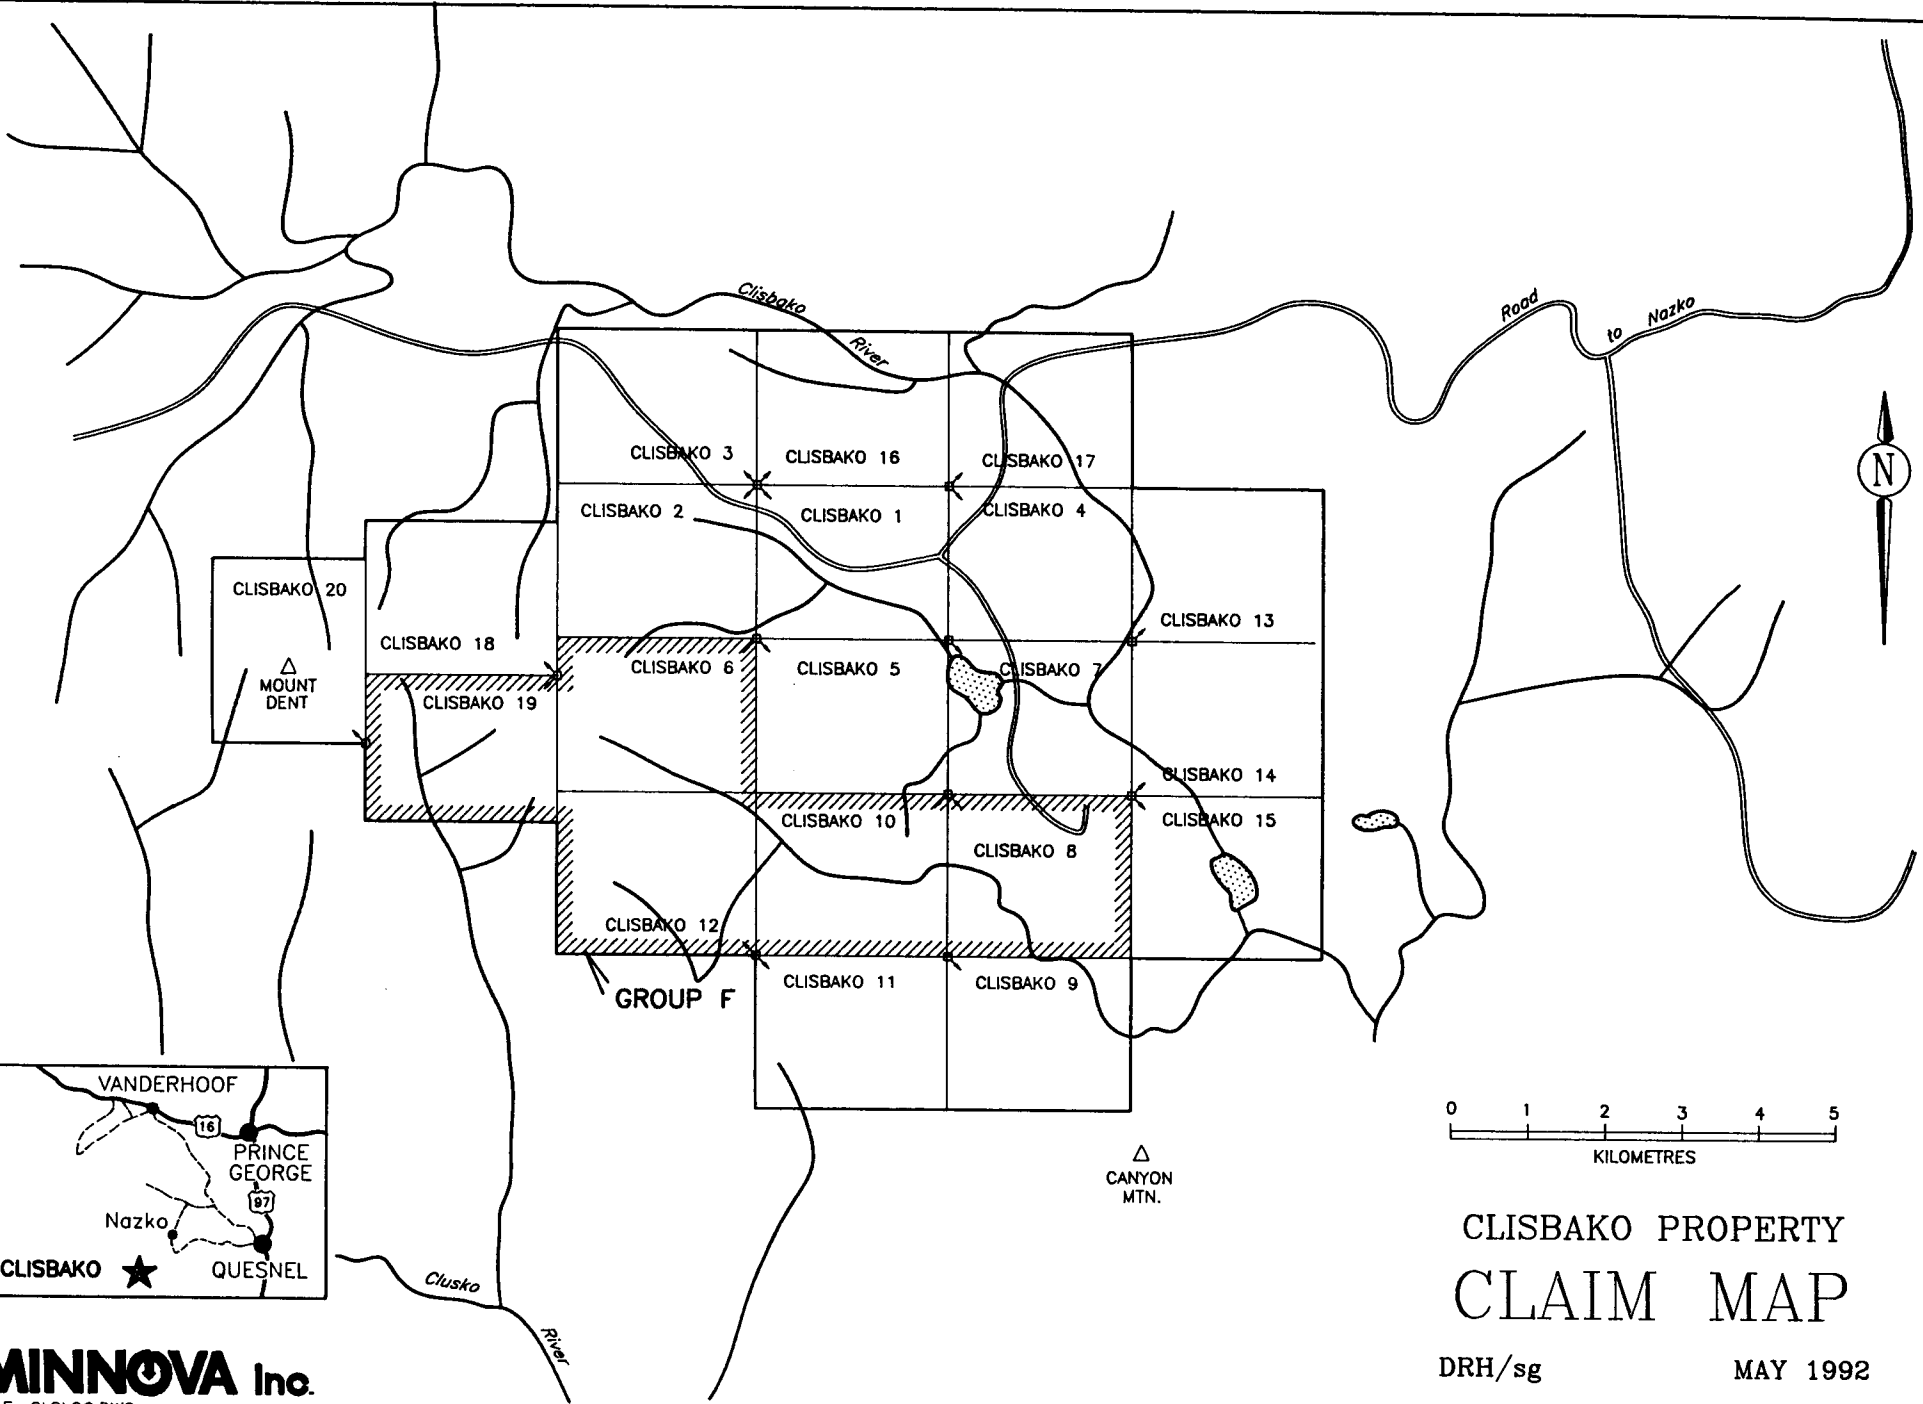 Clisbako
River
Road
to
Nazko
CLISBAKO 3
CLISBAKO 16
CLISBAKO 17
N
CLISBAKO 2
CLISBAKO 1
CLISBAKO 4
CLISBAKO 20
CLISBAKO 13
CLISBAKO 18
CLISBAKO 6
CLISBAKO 5
CLISBAKO 7
MOUNT
DENT
CLISBAKO 19
CLISBAKO 14
CLISBAKO 10
CLISBAKO 15
CLISBAKO 8
CLISBAKO 12
CLISBAKO 11
CLISBAKO 9
GROUP F
VANDERHOOF
16
PRINCE
GEORGE
97
Nazko
CLISBAKO
QUESNEL
Clusko
River
CANYON
MTN.
0 1 2 3 4 5
KILOMETRES
CLISBAKO PROPERTY
CLAIM MAP
DRH/sg MAY 1992
MINNOVA Inc.